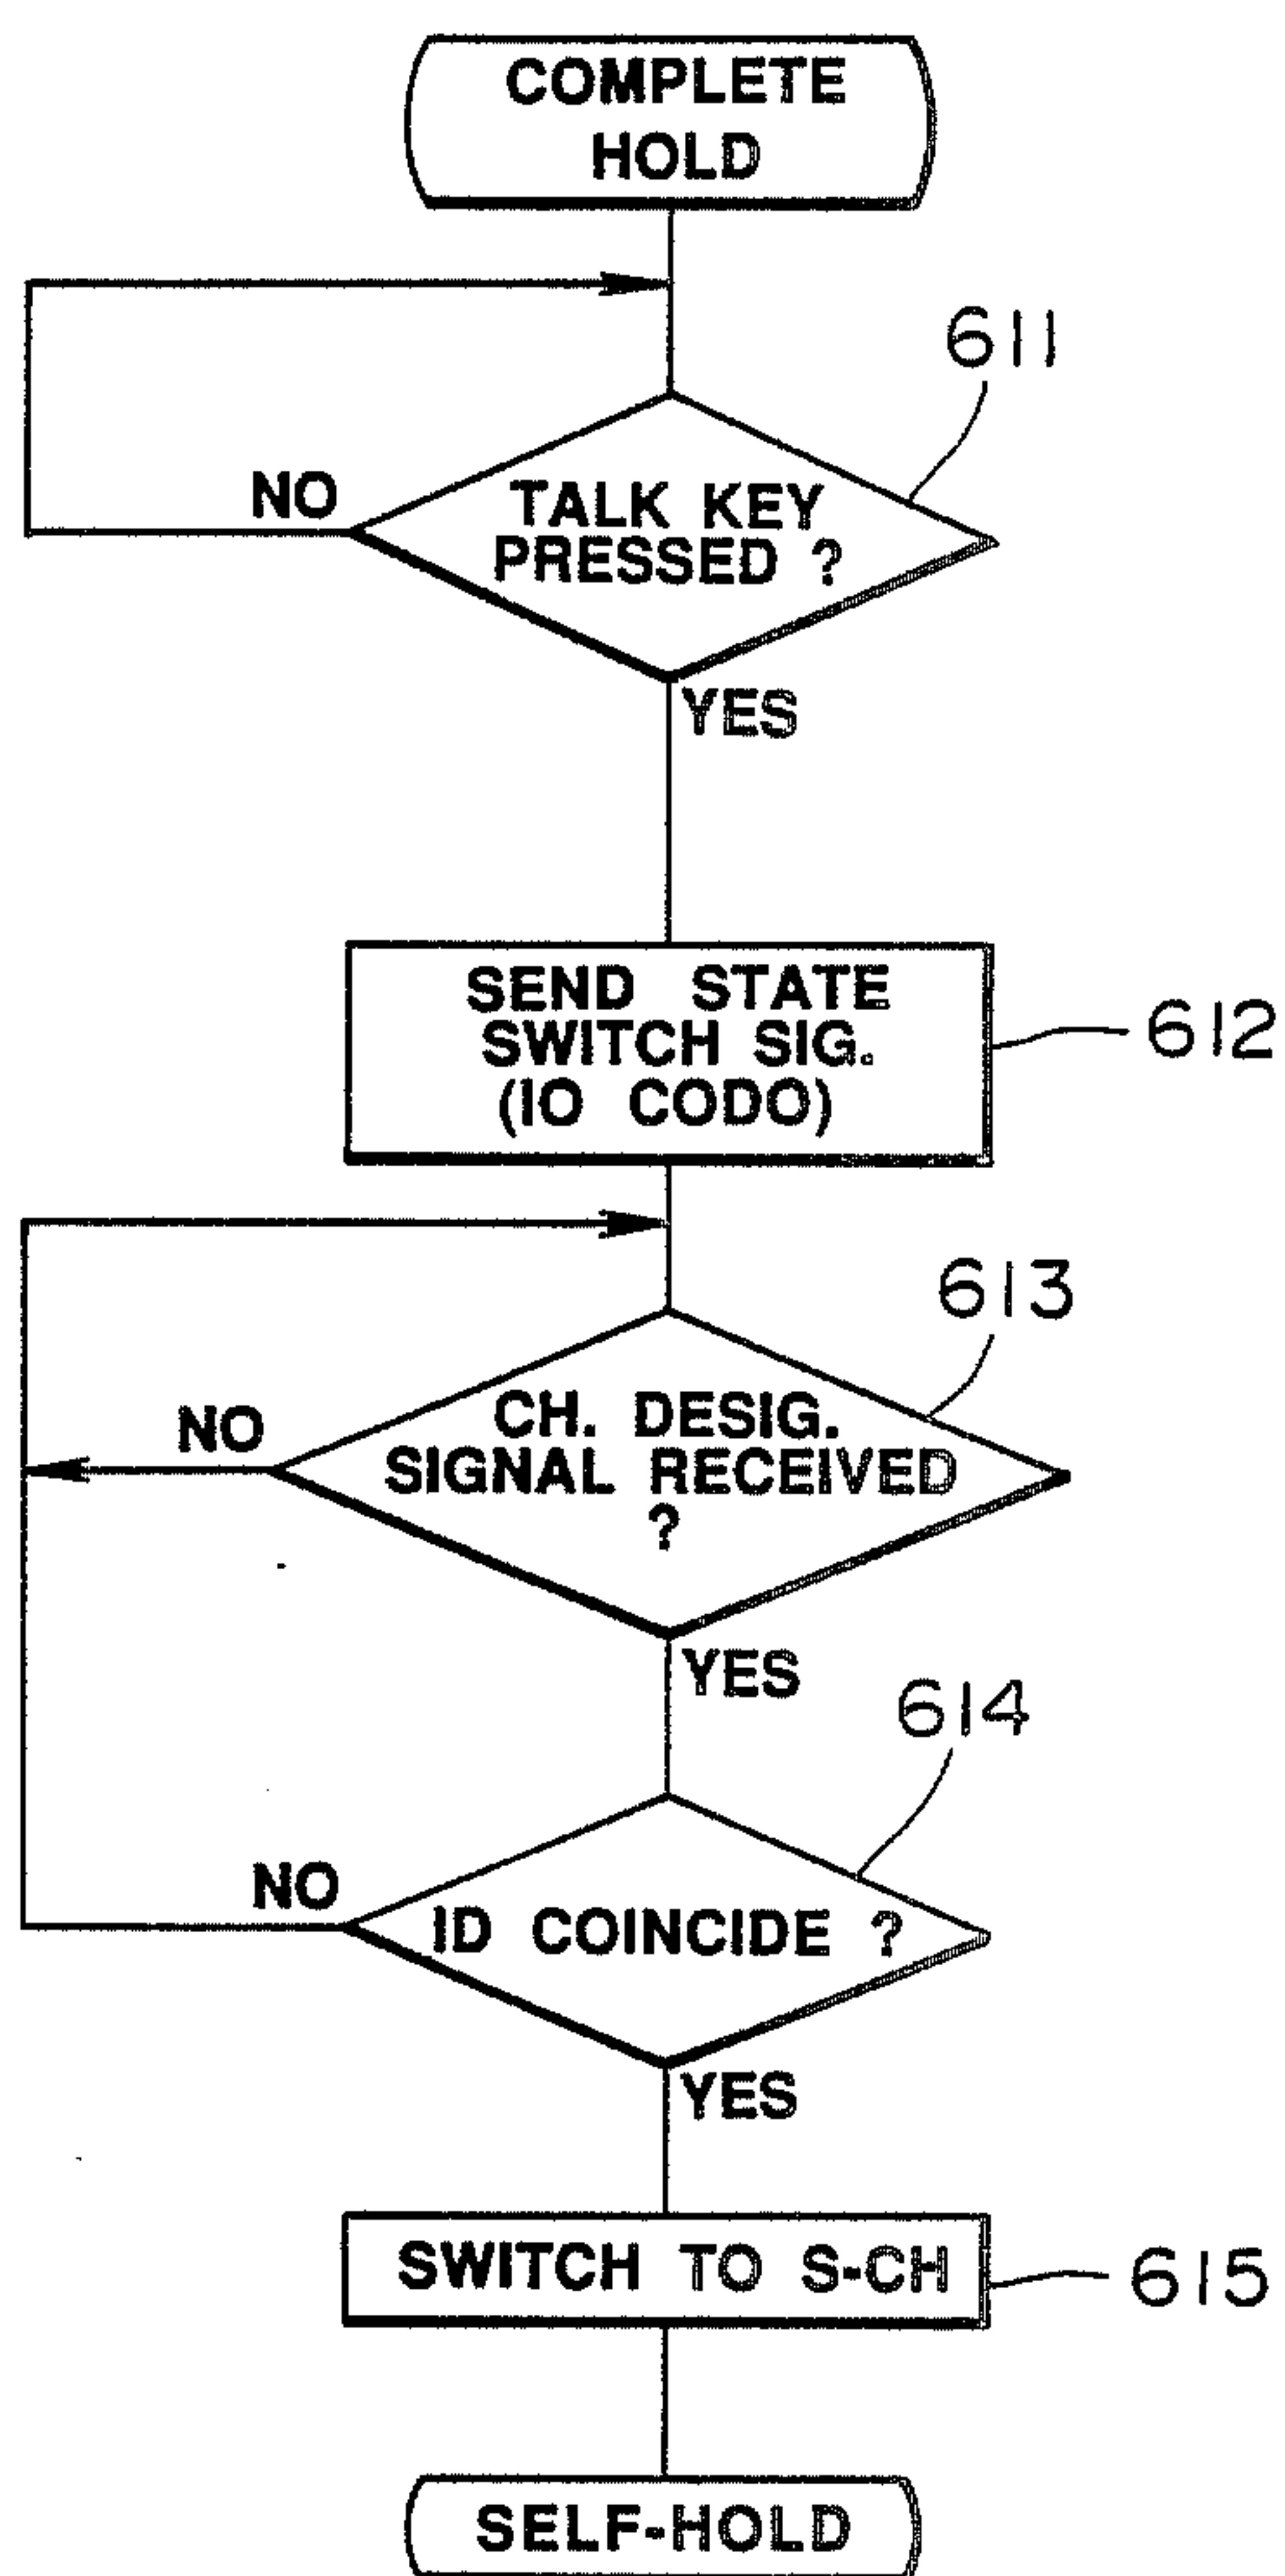 COMPLETE
HOLD
611
NO
TALK KEY
PRESSED ?
YES
SEND STATE
SWITCH SIG.
(IO CODO)
612
613
NO
CH. DESIG.
SIGNAL RECEIVED
?
YES
614
NO
ID COINCIDE ?
YES
SWITCH TO S-CH
615
SELF-HOLD